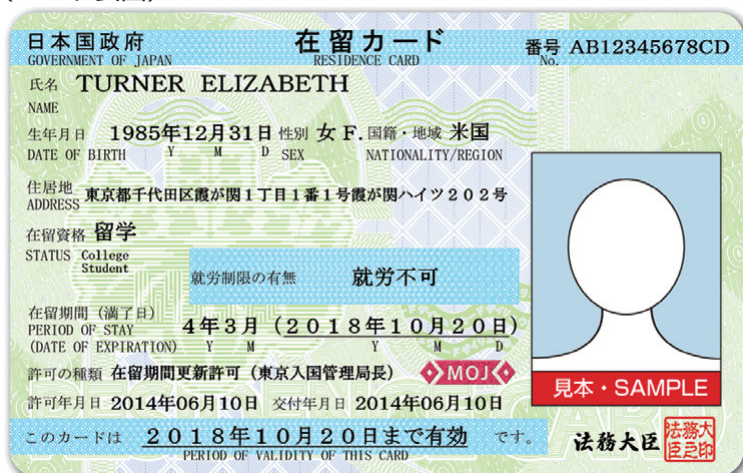 日本国政府 在留カード 番号 AB12345678CD
GOVERNMENT OF JAPAN RESIDENCE CARD No.
氏名 TURNER ELIZABETH
NAME
生年月日 1985年12月31日 性別 女 F. 国籍・地域 米国
DATE OF BIRTH Y M D SEX NATIONALITY/REGION
住居地 東京都千代田区霞が関1丁目1番1号霞が関ハイツ202号
ADDRESS
在留資格 留学
STATUS College
Student
就労制限の有無 就労不可
在留期間(満了日)
PERIOD OF STAY 4年3月(2018年10月20日)
(DATE OF EXPIRATION) Y M Y M D
許可の種類 在留期間更新許可(東京入国管理局長) MOJ
見本・SAMPLE
許可年月日 2014年06月10日 交付年月日 2014年06月10日
このカードは 2018年10月20日まで有効 です。
PERIOD OF VALIDITY OF THIS CARD
法務大臣 法務大臣之印